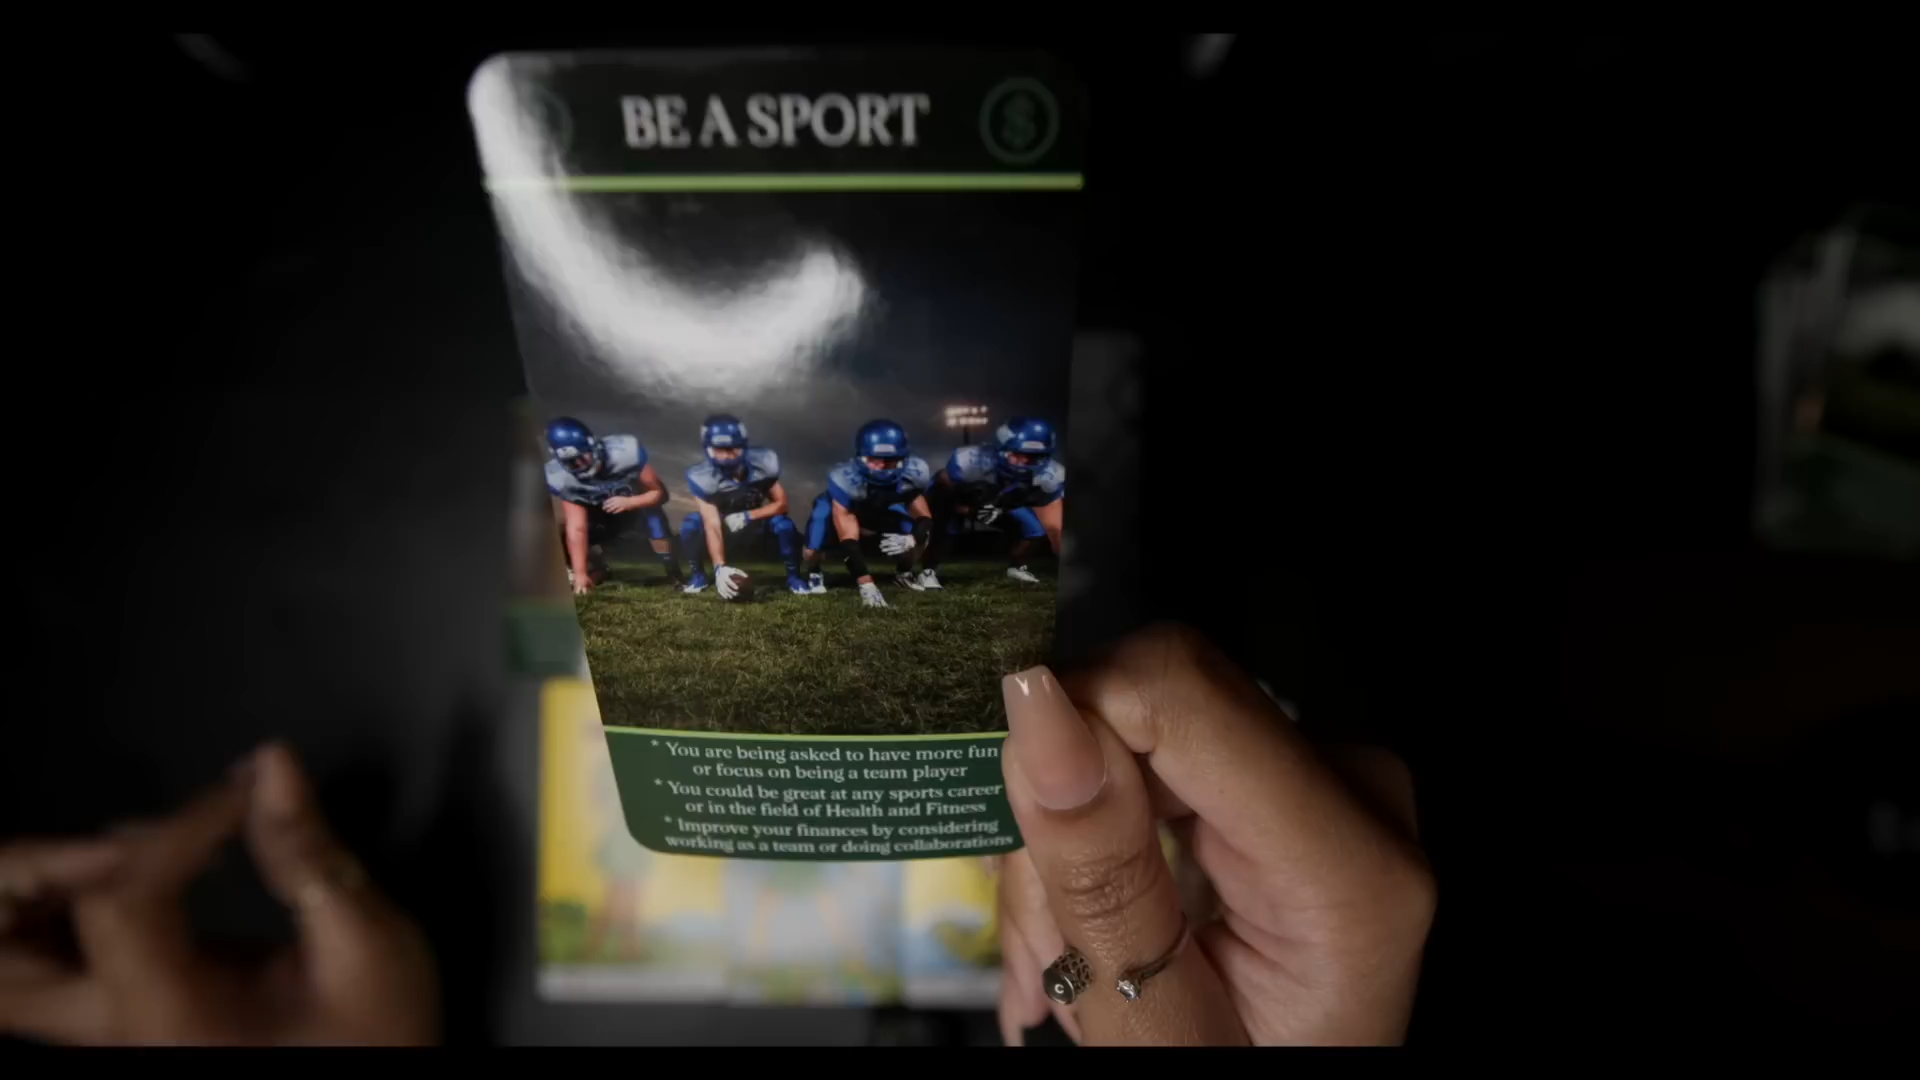 BE A SPORT
$
* You are being asked to have more fun
or focus on being a team player
* You could be great at any sports career
or in the field of Health and Fitness
* Improve your finances by considering
working as a team or doing collaborations
C